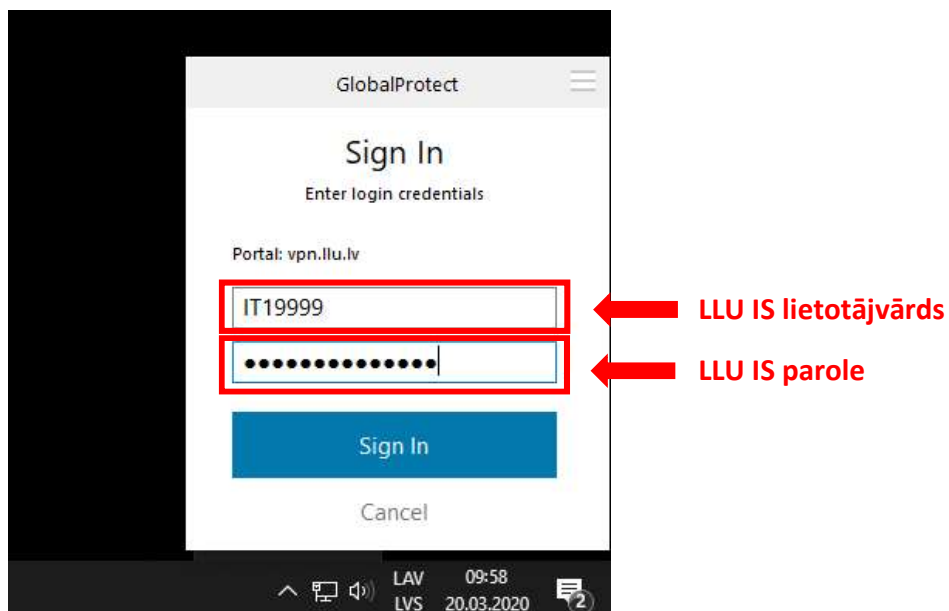 GlobalProtect
Sign In
Enter login credentials
Portal: vpn.llu.lv
IT19999
LLU IS lietotājvārds
●●●●●●●●●●●●●●
LLU IS parole
Sign In
Cancel
LAV 09:58
LVS 20.03.2020
2